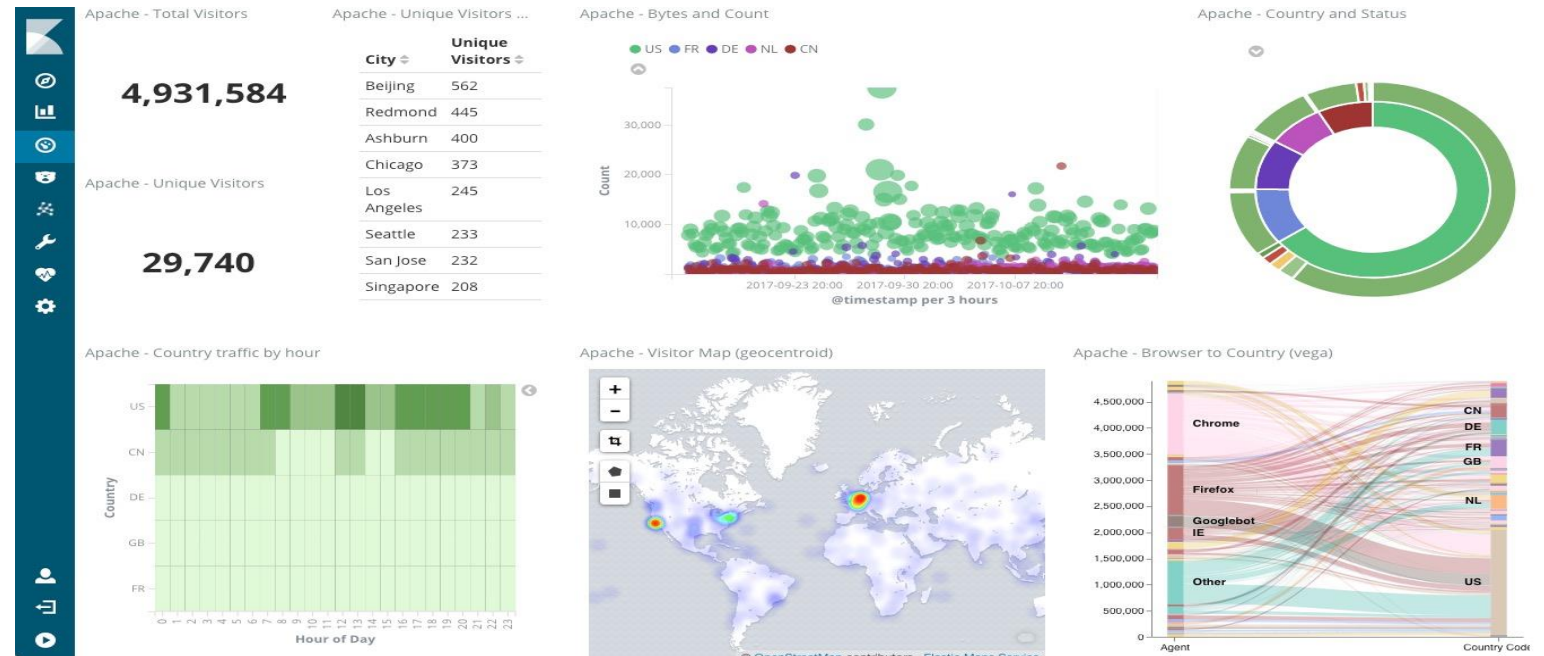 Apache - Total Visitors
4,931,584
Apache - Unique Visitors
29,740
Apache - Unique Visitors ...
City Unique Visitors
Beijing 562
Redmond 445
Ashburn 400
Chicago 373
Los Angeles 245
Seattle 233
San Jose 232
Singapore 208
Apache - Bytes and Count
US FR DE NL CN
Count
30,000
20,000
10,000
2017-09-23 20:00 2017-09-30 20:00 2017-10-07 20:00
@timestamp per 3 hours
Apache - Country and Status
Apache - Country traffic by hour
Country
US
CN
DE
GB
FR
0 1 2 3 4 5 6 7 8 9 10 11 12 13 14 15 16 17 18 19 20 21 22 23
Hour of Day
Apache - Visitor Map (geocentroid)
+
−
© OpenStreetMap contributors, Elastic Maps Service
Apache - Browser to Country (vega)
4,500,000
4,000,000
3,500,000
3,000,000
2,500,000
2,000,000
1,500,000
1,000,000
500,000
0
Chrome
Firefox
Googlebot
IE
Other
CN
DE
FR
GB
NL
US
Agent
Country Code